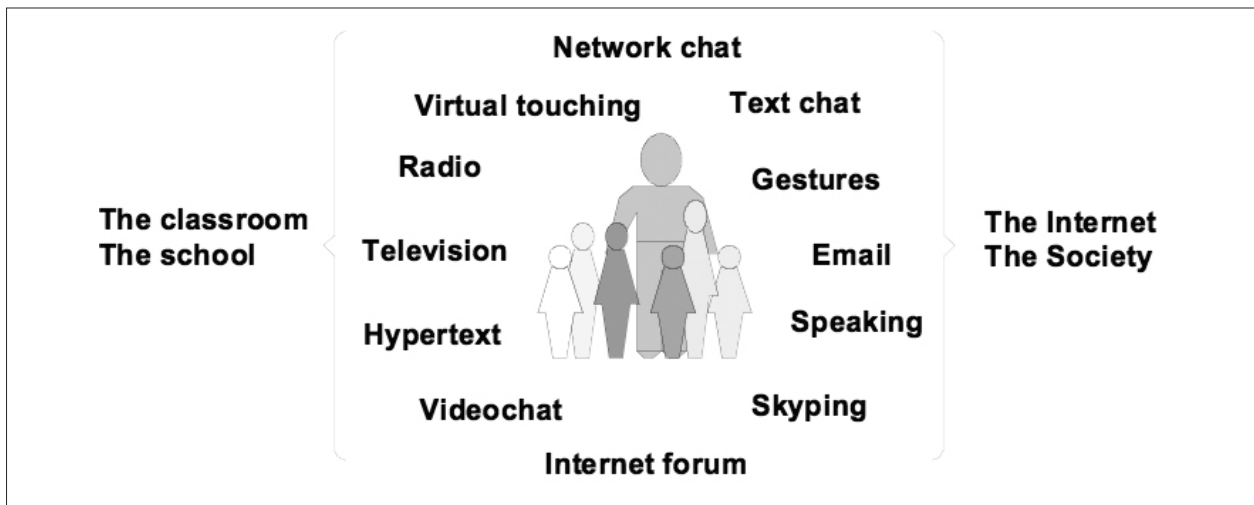 Network chat
Virtual touching
Text chat
Radio
Gestures
The classroom
The school
Television
Email
The Internet
The Society
Hypertext
Speaking
Videochat
Skyping
Internet forum